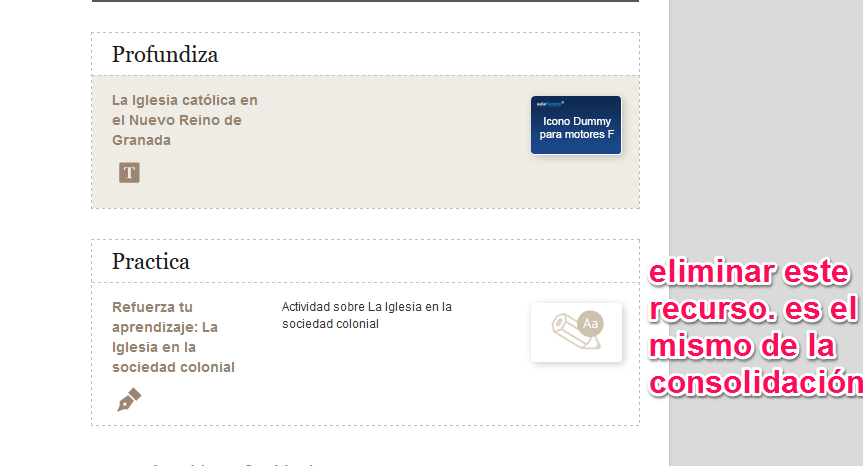 Profundiza
La Iglesia católica en
el Nuevo Reino de
Granada
T
aulaPlaneta
Icono Dummy
para motores F
Practica
Refuerza tu
aprendizaje: La
Iglesia en la
sociedad colonial
Actividad sobre La Iglesia en la
sociedad colonial
Aa
eliminar este
recurso. es el
mismo de la
consolidación